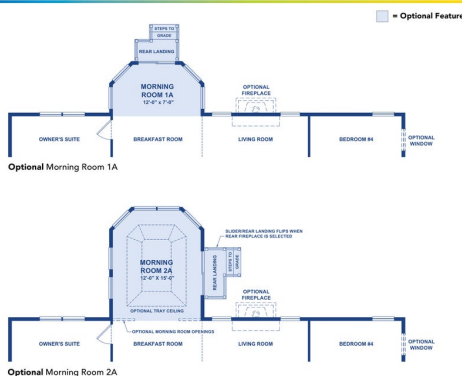 = Optional Feature
STEPS TO
GRADE
REAR LANDING
MORNING
ROOM 1A
12'-0" x 7'-0"
OPTIONAL
FIREPLACE
OWNER'S SUITE
BREAKFAST ROOM
LIVING ROOM
BEDROOM #4
OPTIONAL
WINDOW
Optional Morning Room 1A
SLIDER/REAR LANDING FLIPS WHEN
REAR FIREPLACE IS SELECTED
MORNING
ROOM 2A
12'-0" X 15'-0"
REAR LANDING
STEPS TO
GRADE
OPTIONAL TRAY CEILING
OPTIONAL
FIREPLACE
OPTIONAL MORNING ROOM OPENINGS
OWNER'S SUITE
BREAKFAST ROOM
LIVING ROOM
BEDROOM #4
OPTIONAL
WINDOW
Optional Morning Room 2A